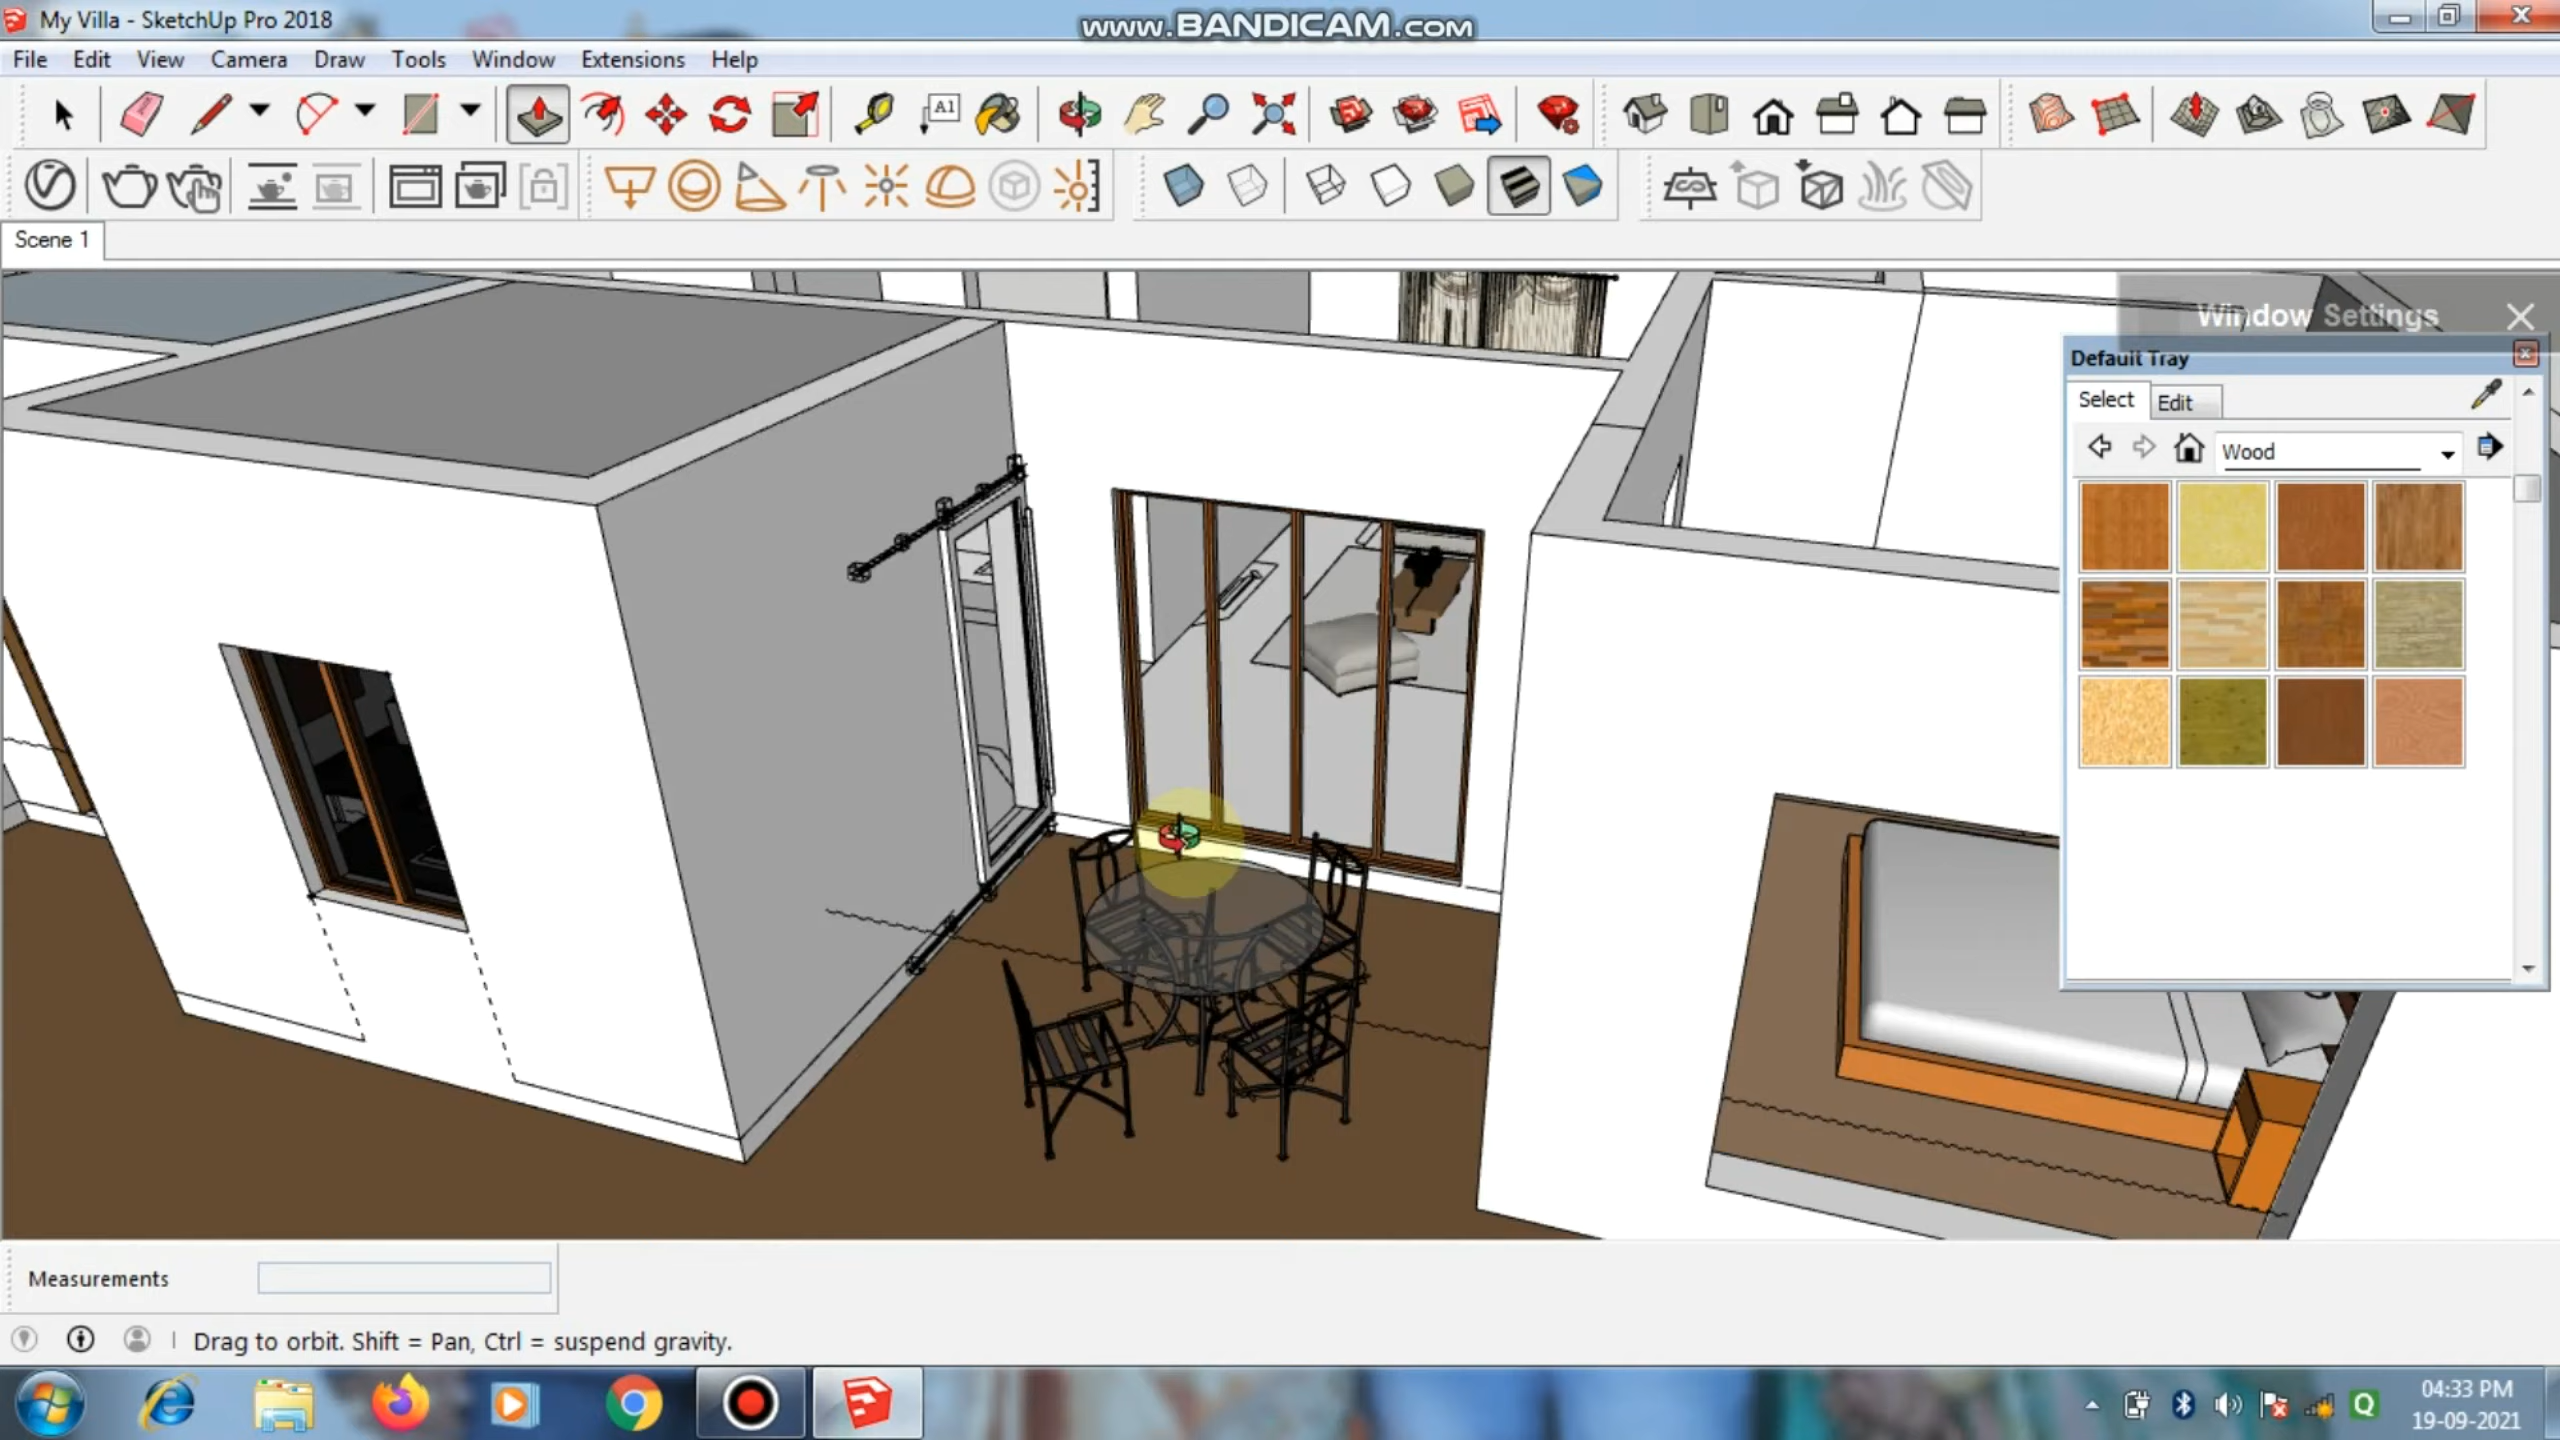 My Villa - SketchUp Pro 2018
www.BANDICAM.com
File Edit View Camera Draw Tools Window Extensions Help
A1
Scene 1
Window Settings
Default Tray
Select Edit
Wood
Measurements
Drag to orbit. Shift = Pan, Ctrl = suspend gravity.
Q
04:33 PM
19-09-2021